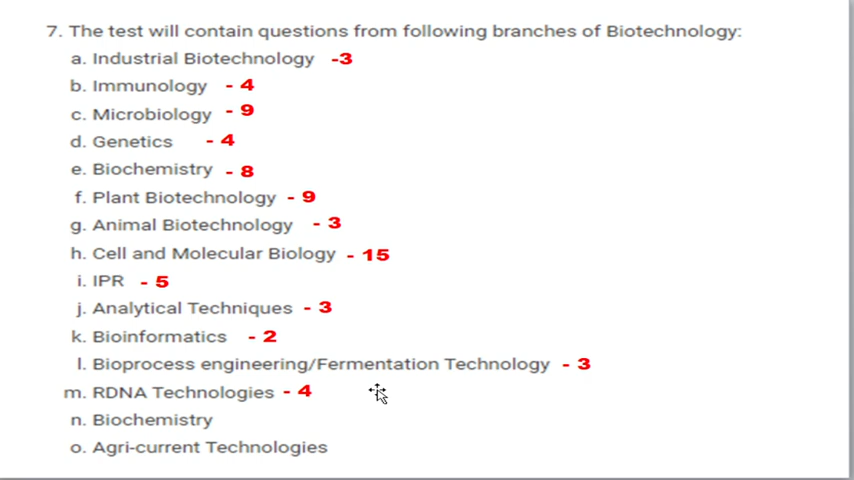 7. The test will contain questions from following branches of Biotechnology:
a. Industrial Biotechnology -3
b. Immunology - 4
c. Microbiology - 9
d. Genetics - 4
e. Biochemistry - 8
f. Plant Biotechnology - 9
g. Animal Biotechnology - 3
h. Cell and Molecular Biology - 15
i. IPR - 5
j. Analytical Techniques - 3
k. Bioinformatics - 2
l. Bioprocess engineering/Fermentation Technology - 3
m. RDNA Technologies - 4
n. Biochemistry
o. Agri-current Technologies